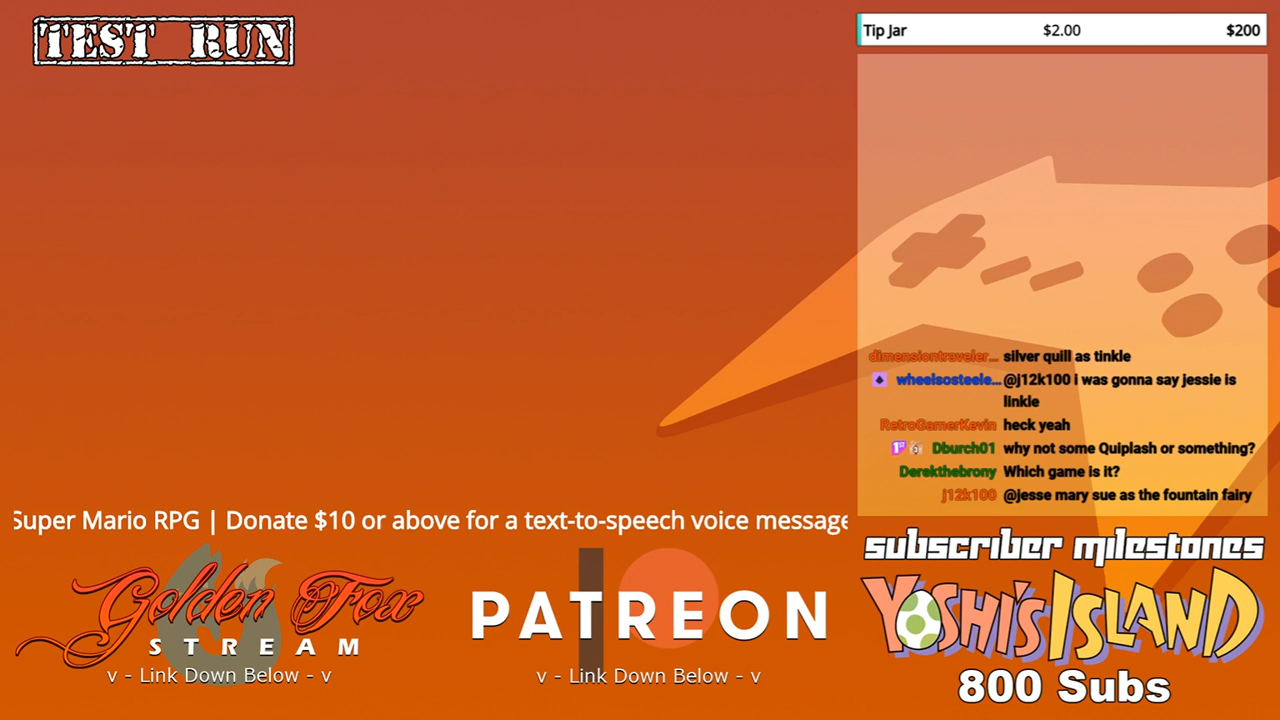 TEST RUN
Tip Jar $2.00 $200
dimensiontraveler... silver quill as tinkle
wheelsosteele... @j12k100 i was gonna say jessie is
linkle
RetroGamerKevin heck yeah
Dburch01 why not some Quiplash or something?
Derekthebrony Which game is it?
j12k100 @jesse mary sue as the fountain fairy
Super Mario RPG | Donate $10 or above for a text-to-speech voice message
Golden Fox
STREAM
v - Link Down Below - v
PATREON
v - Link Down Below - v
subscriber milestones
YOSHI'S ISLAND
800 Subs